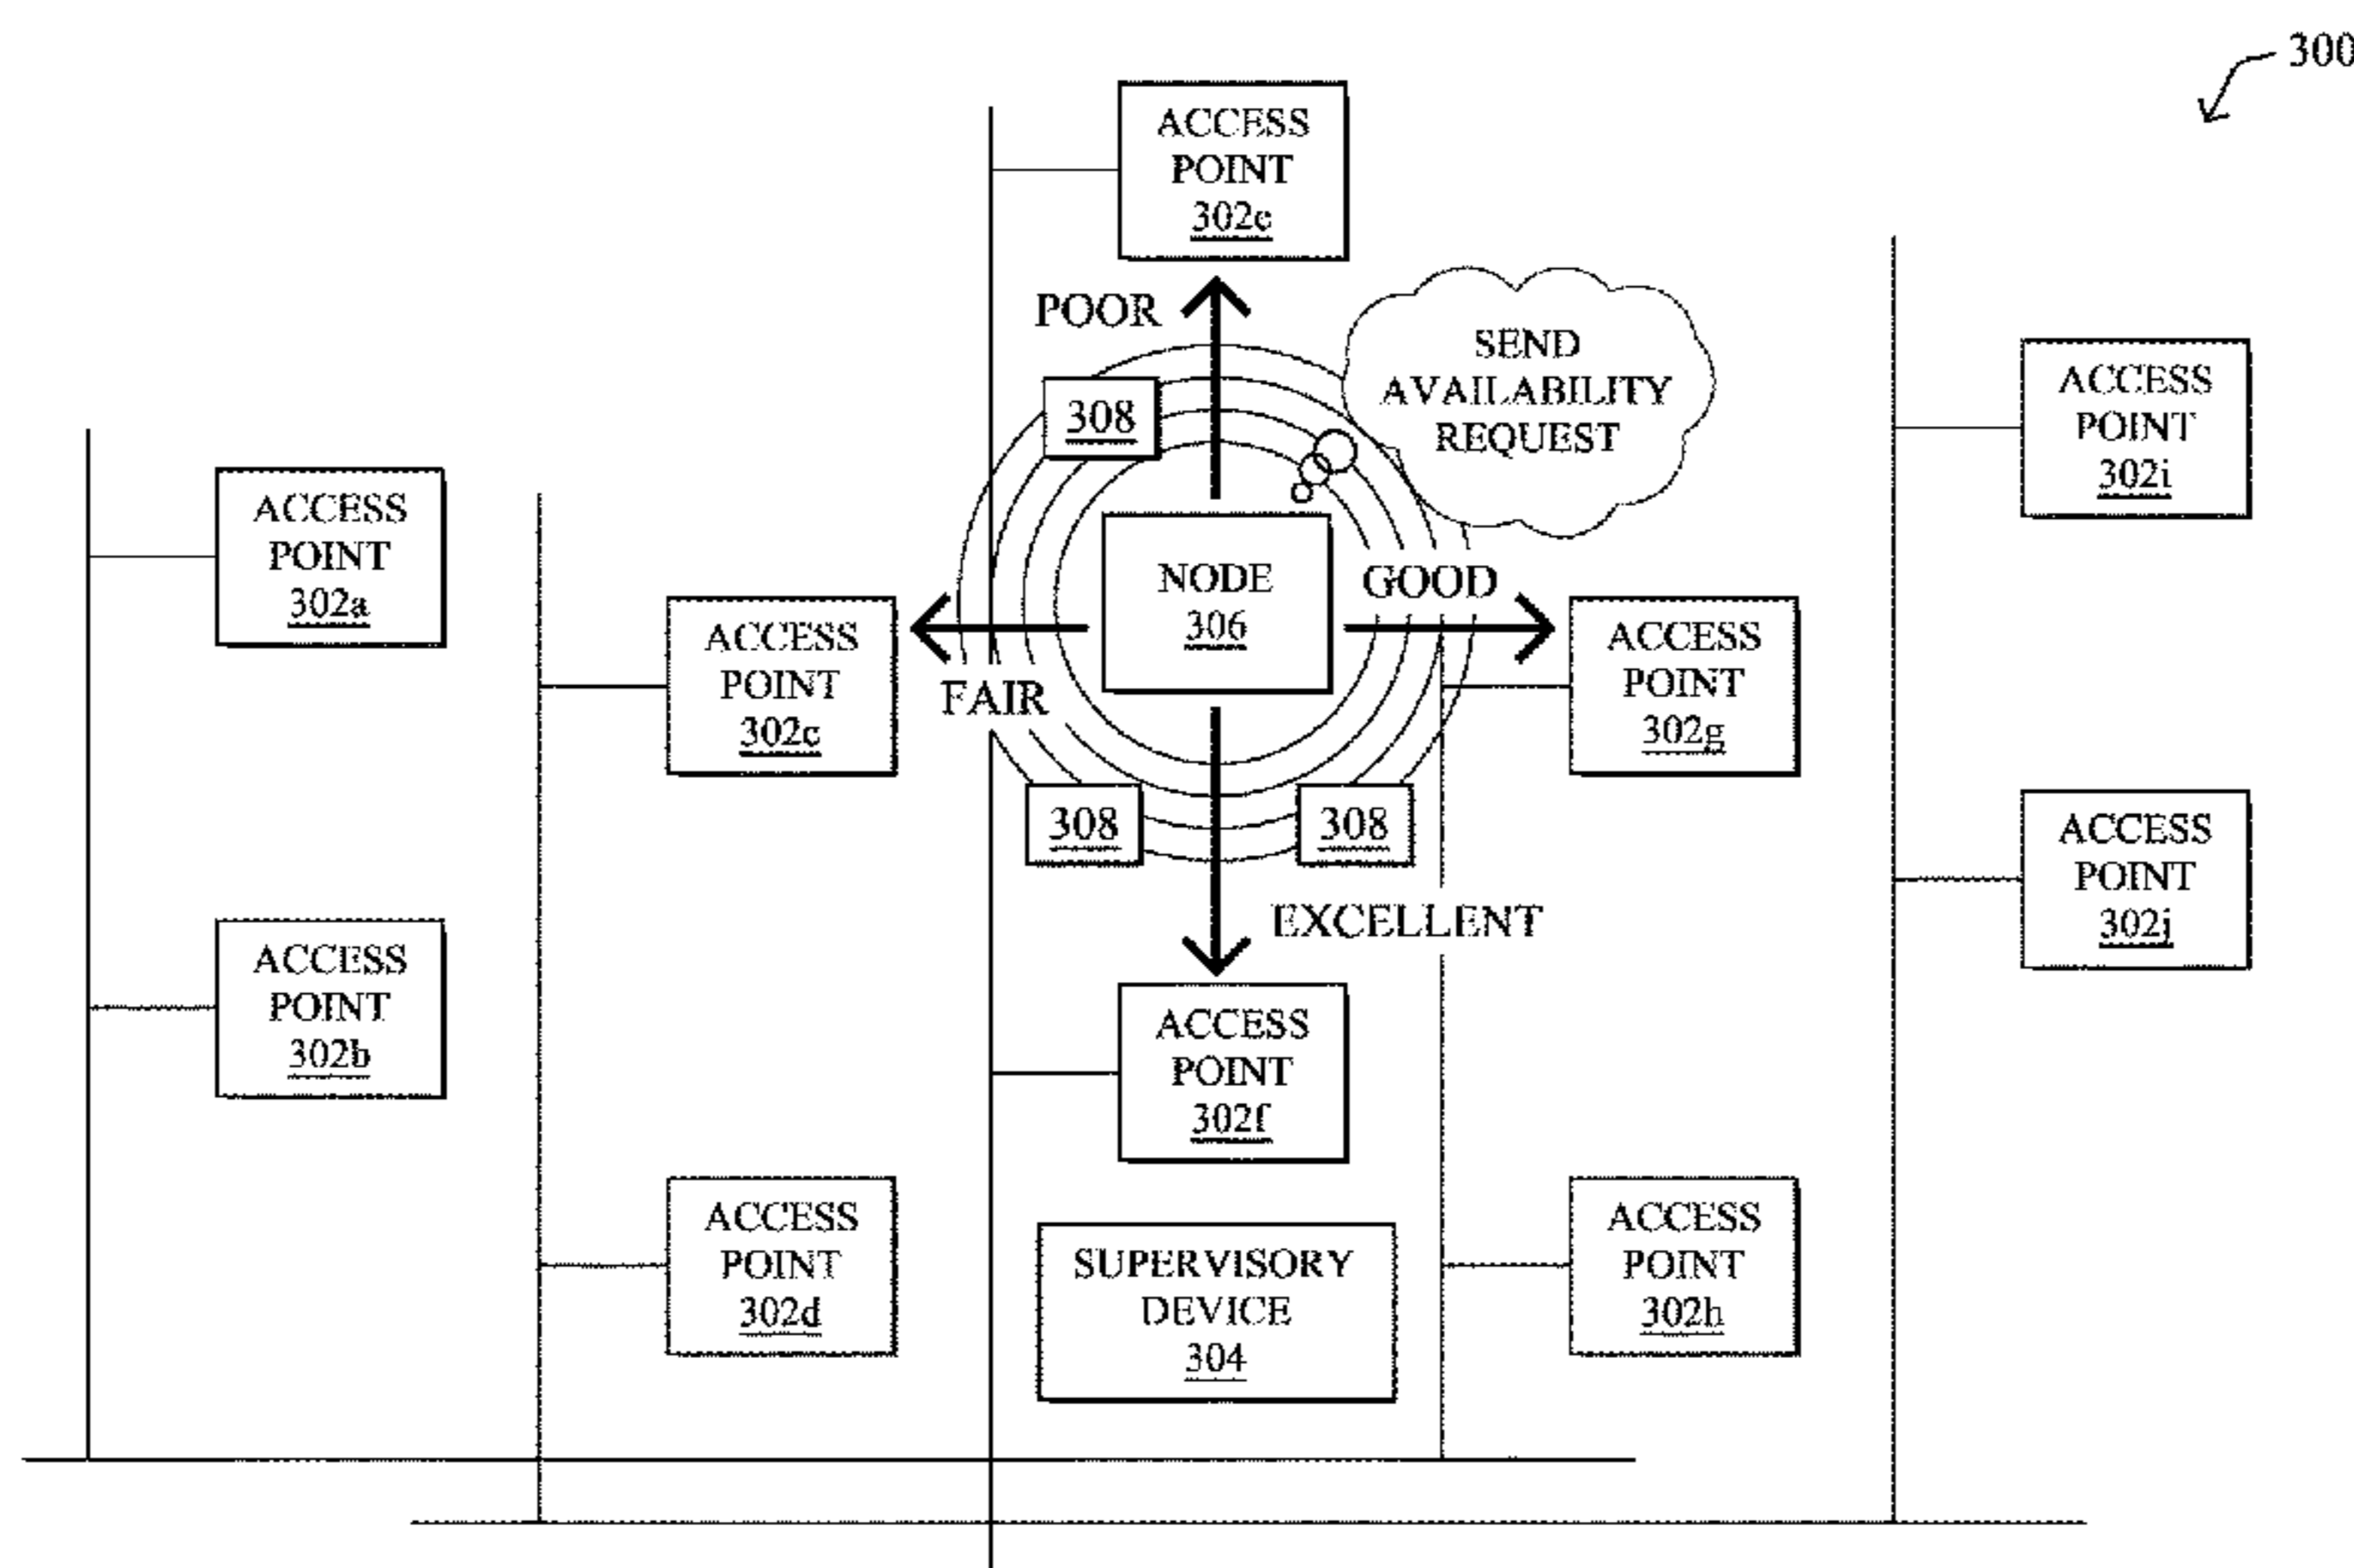 300
ACCESS
POINT
302e
POOR
SEND
AVAILABILITY
REQUEST
308
ACCESS
POINT
302i
ACCESS
POINT
302a
NODE
306
GOOD
ACCESS
POINT
302c
FAIR
ACCESS
POINT
302g
308
308
ACCESS
POINT
302j
EXCELLENT
ACCESS
POINT
302b
ACCESS
POINT
302f
ACCESS
POINT
302d
SUPERVISORY
DEVICE
304
ACCESS
POINT
302h